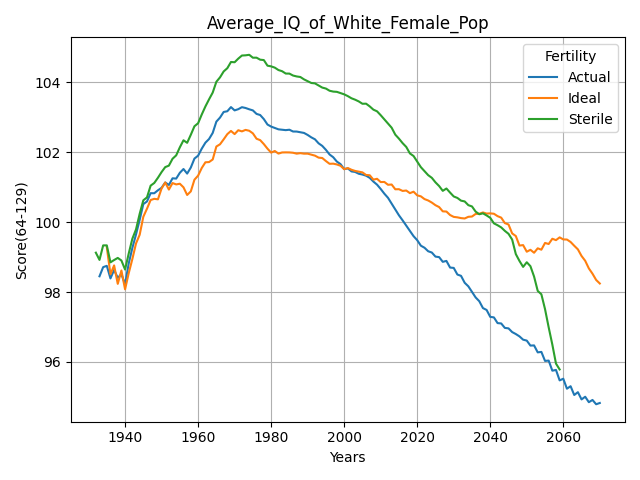 Average_IQ_of_White_Female_Pop
Score(64-129)
104
102
100
98
96
Fertility
Actual
Ideal
Sterile
1940 1960 1980 2000 2020 2040 2060
Years